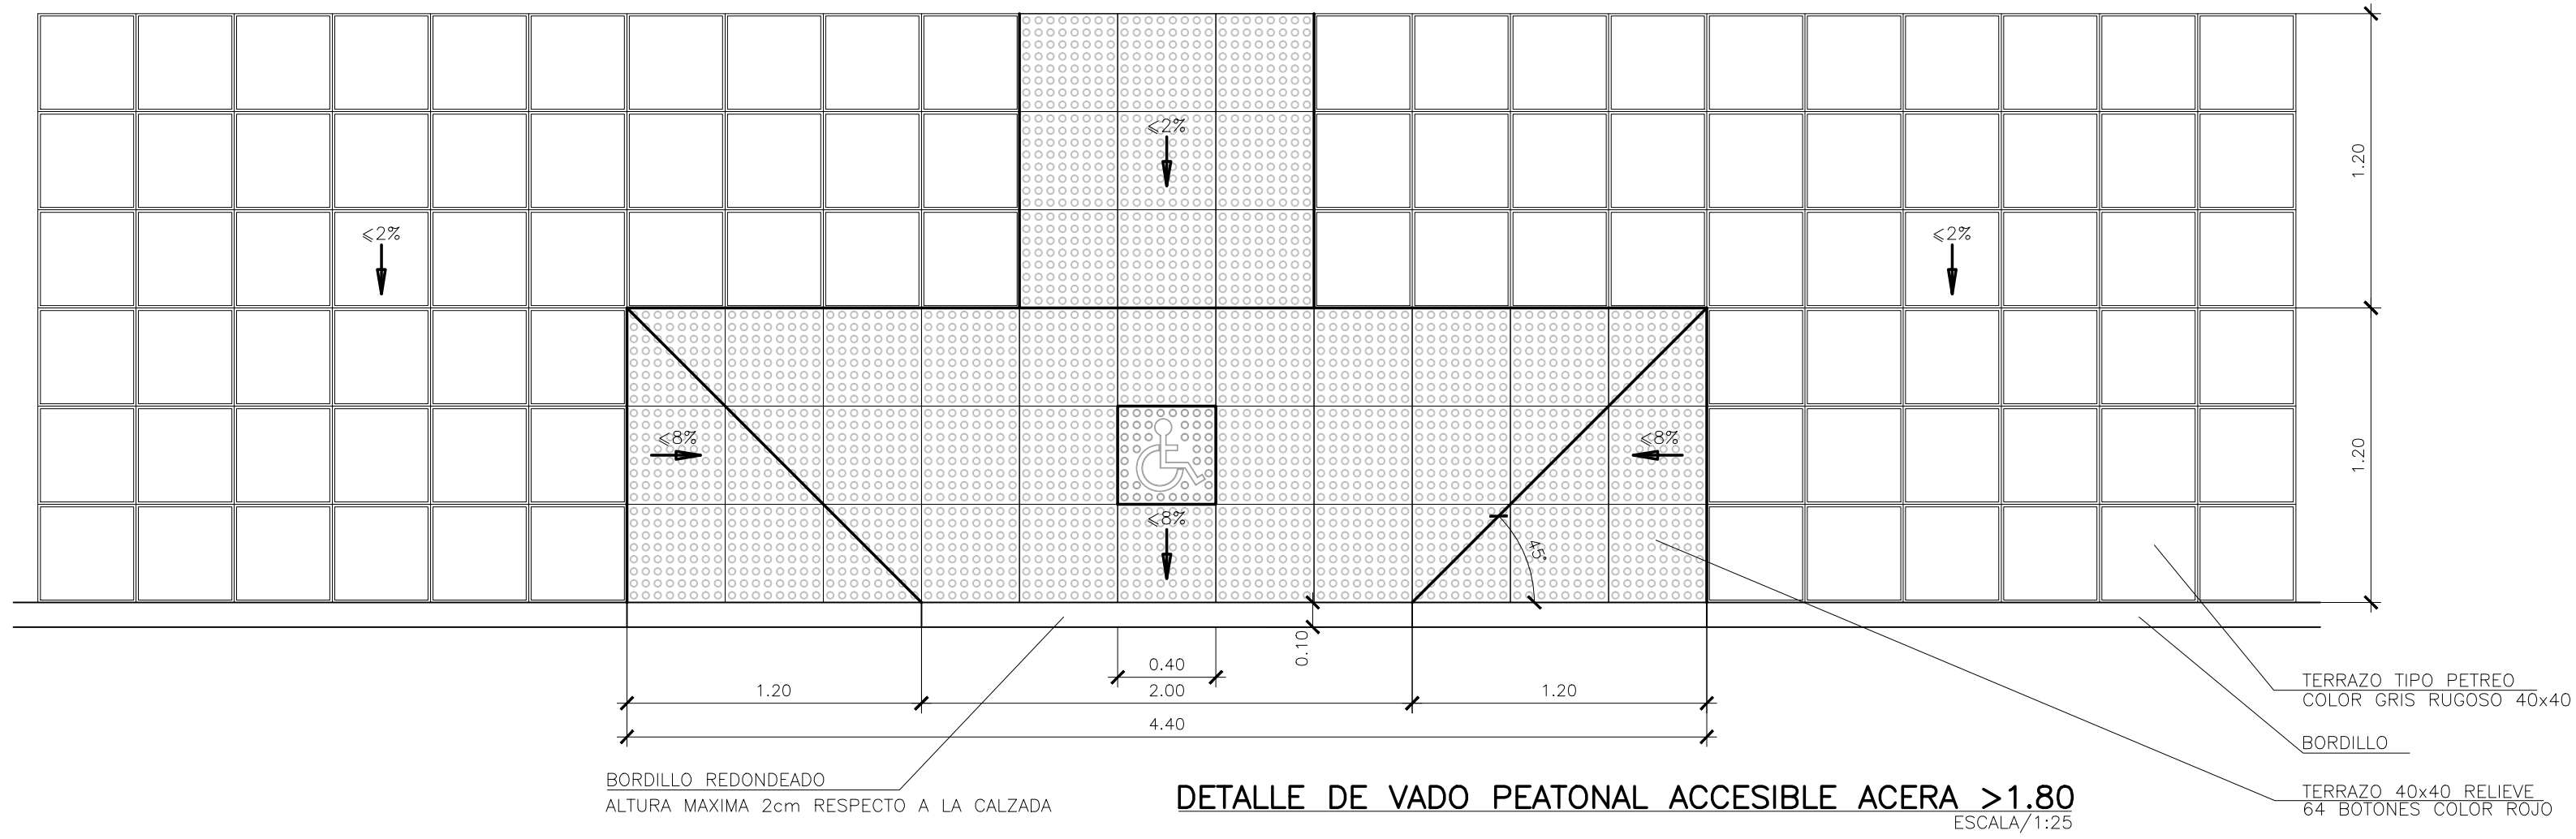 ≤2%
1.20
≤2%
≤2%
≤8%
≤8%
1.20
≤8%
45°
0.10
0.40
1.20
2.00
1.20
4.40
TERRAZO TIPO PETREO
COLOR GRIS RUGOSO 40x40
BORDILLO
BORDILLO REDONDEADO
ALTURA MAXIMA 2cm RESPECTO A LA CALZADA
DETALLE DE VADO PEATONAL ACCESIBLE ACERA >1.80
ESCALA/1:25
TERRAZO 40x40 RELIEVE
64 BOTONES COLOR ROJO